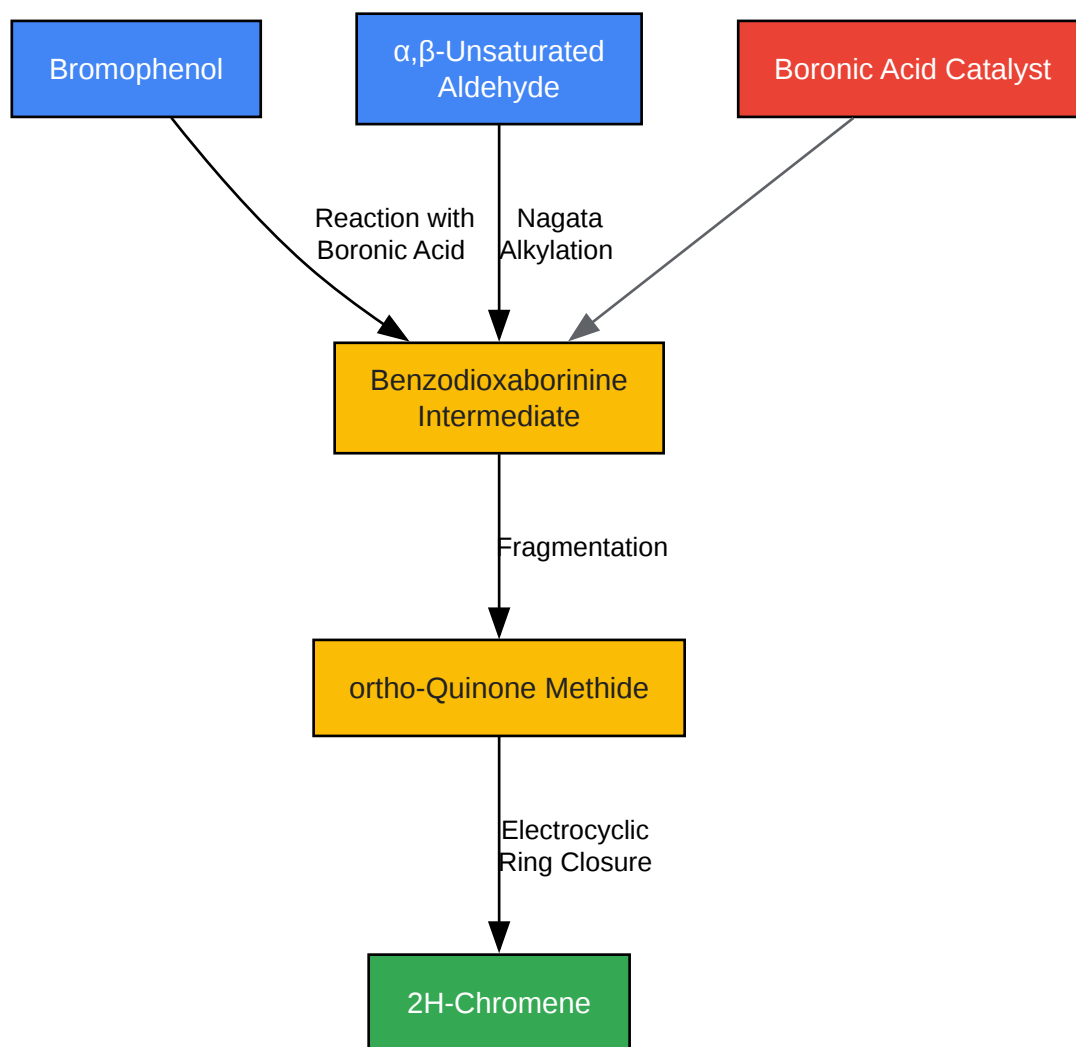 Bromophenol
α,β-Unsaturated
Aldehyde
Boronic Acid Catalyst
Reaction with
Boronic Acid
Nagata
Alkylation
Benzodioxaborinine
Intermediate
Fragmentation
ortho-Quinone Methide
Electrocyclic
Ring Closure
2H-Chromene